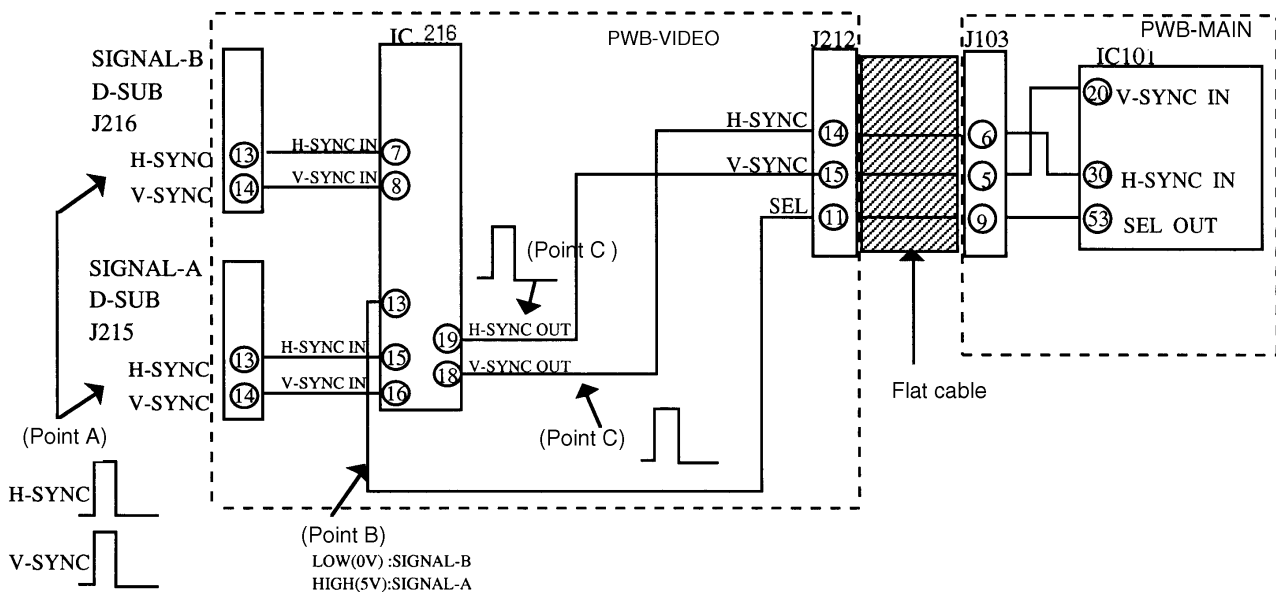 IC 216
PWB-VIDEO
J212
J103
PWB-MAIN
IC101
SIGNAL-B
D-SUB
J216
H-SYNC 13
V-SYNC 14
H-SYNC IN 7
V-SYNC IN 8
H-SYNC 14
V-SYNC 15
SEL 11
6
5
9
20 V-SYNC IN
30 H-SYNC IN
53 SEL OUT
SIGNAL-A
D-SUB
J215
H-SYNC 13
V-SYNC 14
13
H-SYNC IN 15
V-SYNC IN 16
(Point C )
19 H-SYNC OUT
18 V-SYNC OUT
(Point C)
Flat cable
(Point A)
H-SYNC
V-SYNC
(Point B)
LOW(0V) :SIGNAL-B
HIGH(5V):SIGNAL-A